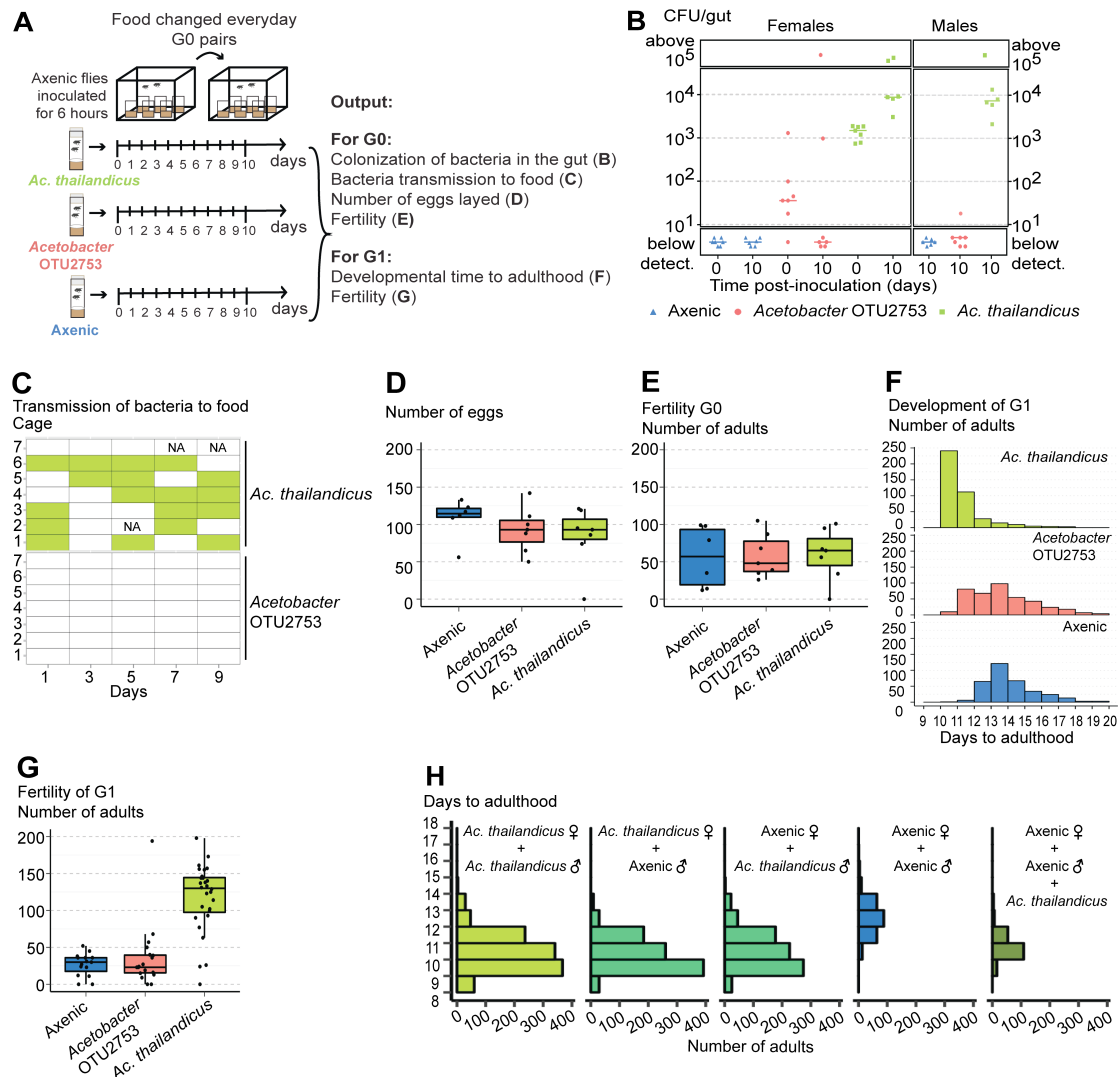 A
Food changed everyday
G0 pairs
Axenic flies
inoculated
for 6 hours
0 1 2 3 4 5 6 7 8 9 10 days
Ac. thailandicus
0 1 2 3 4 5 6 7 8 9 10 days
Acetobacter
OTU2753
0 1 2 3 4 5 6 7 8 9 10 days
Axenic
Output:
For G0:
Colonization of bacteria in the gut (B)
Bacteria transmission to food (C)
Number of eggs layed (D)
Fertility (E)
For G1:
Developmental time to adulthood (F)
Fertility (G)
B
CFU/gut
Females Males
above 10^5
10^4
10^3
10^2
10^1
below detect.
above 10^5
10^4
10^3
10^2
10^1
below detect.
0 10 0 10 0 10 10 10 10
Time post-inoculation (days)
Axenic Acetobacter OTU2753 Ac. thailandicus
C
Transmission of bacteria to food
Cage
7 NA NA
6
5
4
3
2 NA
1
Ac. thailandicus
7
6
5
4
3
2
1
Acetobacter
OTU2753
1 3 5 7 9
Days
D
Number of eggs
200
150
100
50
0
Axenic
Acetobacter
OTU2753
Ac. thailandicus
E
Fertility G0
Number of adults
200
150
100
50
0
Axenic
Acetobacter
OTU2753
Ac. thailandicus
F
Development of G1
Number of adults
250
200
150
100
50
0
Ac. thailandicus
250
200
150
100
50
0
Acetobacter
OTU2753
250
200
150
100
50
0
Axenic
9 10 11 12 13 14 15 16 17 18 19 20
Days to adulthood
G
Fertility of G1
Number of adults
200
150
100
50
0
Axenic
Acetobacter
OTU2753
Ac. thailandicus
H
Days to adulthood
18
17
16
15
14
13
12
11
10
9
8
Ac. thailandicus ♀
+
Ac. thailandicus ♂
Ac. thailandicus ♀
+
Axenic ♂
Axenic ♀
+
Ac. thailandicus ♂
Axenic ♀
+
Axenic ♂
Axenic ♀
+
Axenic ♂
+
Ac. thailandicus
0 100 200 300 400
0 100 200 300 400
0 100 200 300 400
0 100 200 300 400
0 100 200 300 400
Number of adults